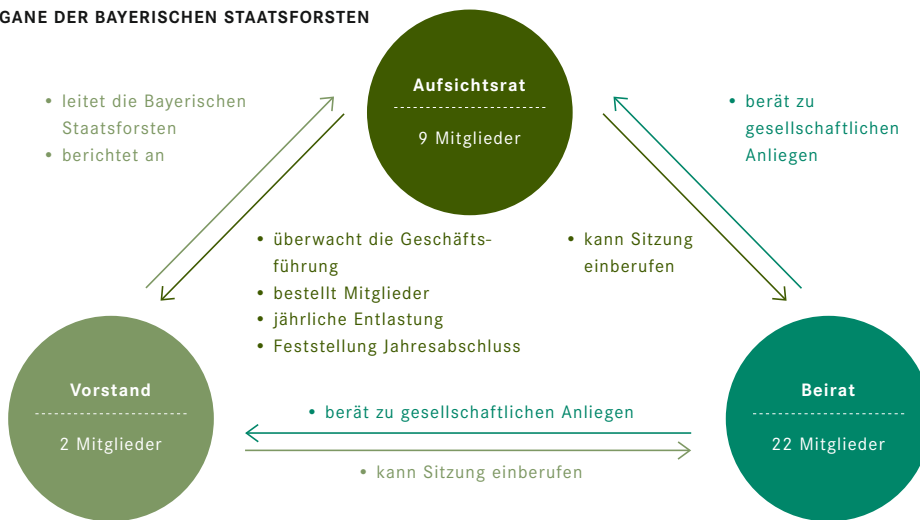 GANE DER BAYERISCHEN STAATSFORSTEN
Aufsichtsrat
9 Mitglieder
• leitet die Bayerischen
Staatsforsten
• berichtet an
• berät zu
gesellschaftlichen
Anliegen
• überwacht die Geschäfts-
führung
• bestellt Mitglieder
• jährliche Entlastung
• Feststellung Jahresabschluss
• kann Sitzung
einberufen
Vorstand
2 Mitglieder
• berät zu gesellschaftlichen Anliegen
• kann Sitzung einberufen
Beirat
22 Mitglieder